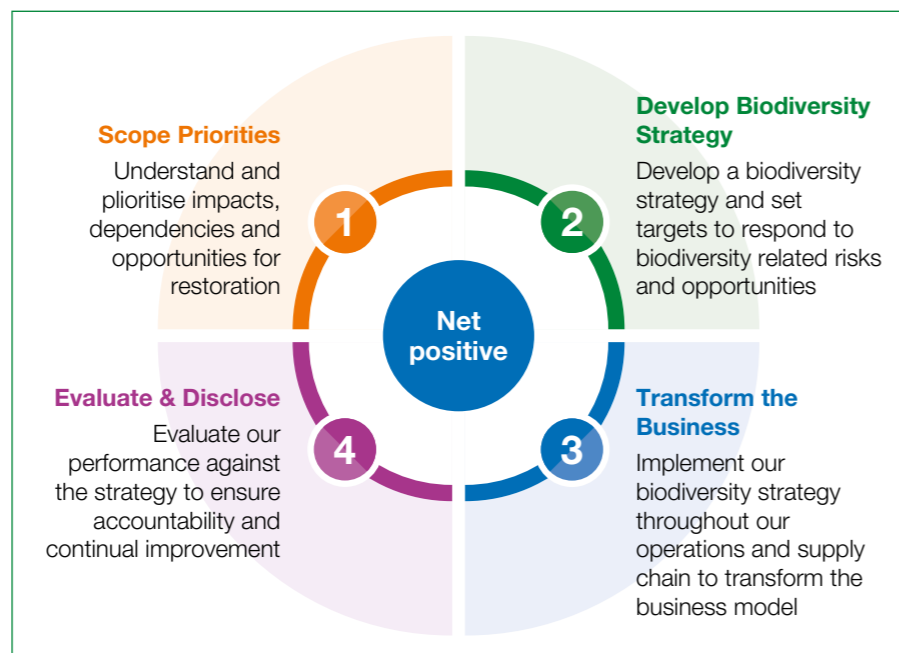 Scope Priorities
Understand and
plioritise impacts,
dependencies and
opportunities for
restoration
1
Develop Biodiversity
Strategy
Develop a biodiversity
strategy and set
targets to respond to
biodiversity related risks
and opportunities
2
Net
positive
Transform the
Business
Implement our
biodiversity strategy
throughout our
operations and supply
chain to transform the
business model
3
Evaluate & Disclose
Evaluate our
performance against
the strategy to ensure
accountability and
continual improvement
4